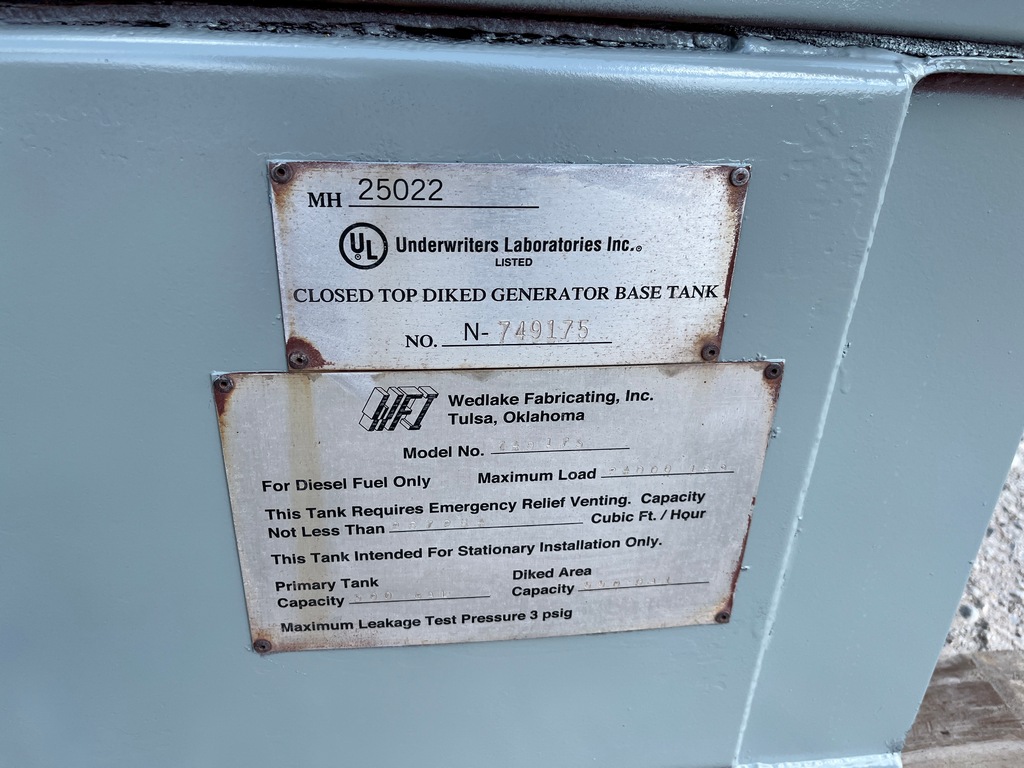 MH 25022
UL Underwriters Laboratories Inc.®
LISTED
CLOSED TOP DIKED GENERATOR BASE TANK
NO. N-749175
WFI Wedlake Fabricating, Inc.
Tulsa, Oklahoma
Model No.
For Diesel Fuel Only Maximum Load
This Tank Requires Emergency Relief Venting. Capacity
Not Less Than Cubic Ft. / Hour
This Tank Intended For Stationary Installation Only.
Primary Tank Diked Area
Capacity Capacity
Maximum Leakage Test Pressure 3 psig